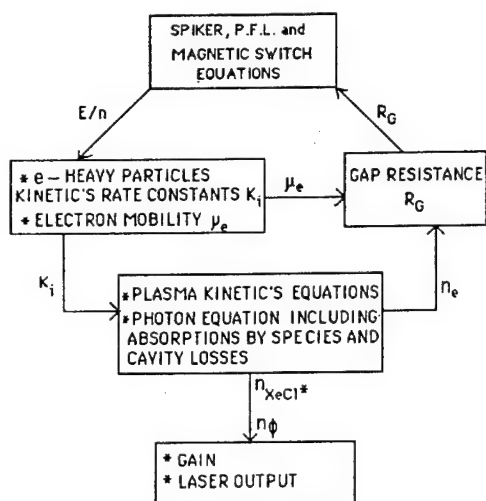 SPIKER, P.F.L. and
MAGNETIC SWITCH
EQUATIONS
E/n
R_G
* e- HEAVY PARTICLES
KINETIC'S RATE CONSTANTS K_i
* ELECTRON MOBILITY μ_e
μ_e
GAP RESISTANCE
R_G
K_i
* PLASMA KINETIC'S EQUATIONS
* PHOTON EQUATION INCLUDING
ABSORPTIONS BY SPECIES AND
CAVITY LOSSES
n_e
n_XeCl*
n_ϕ
* GAIN
* LASER OUTPUT